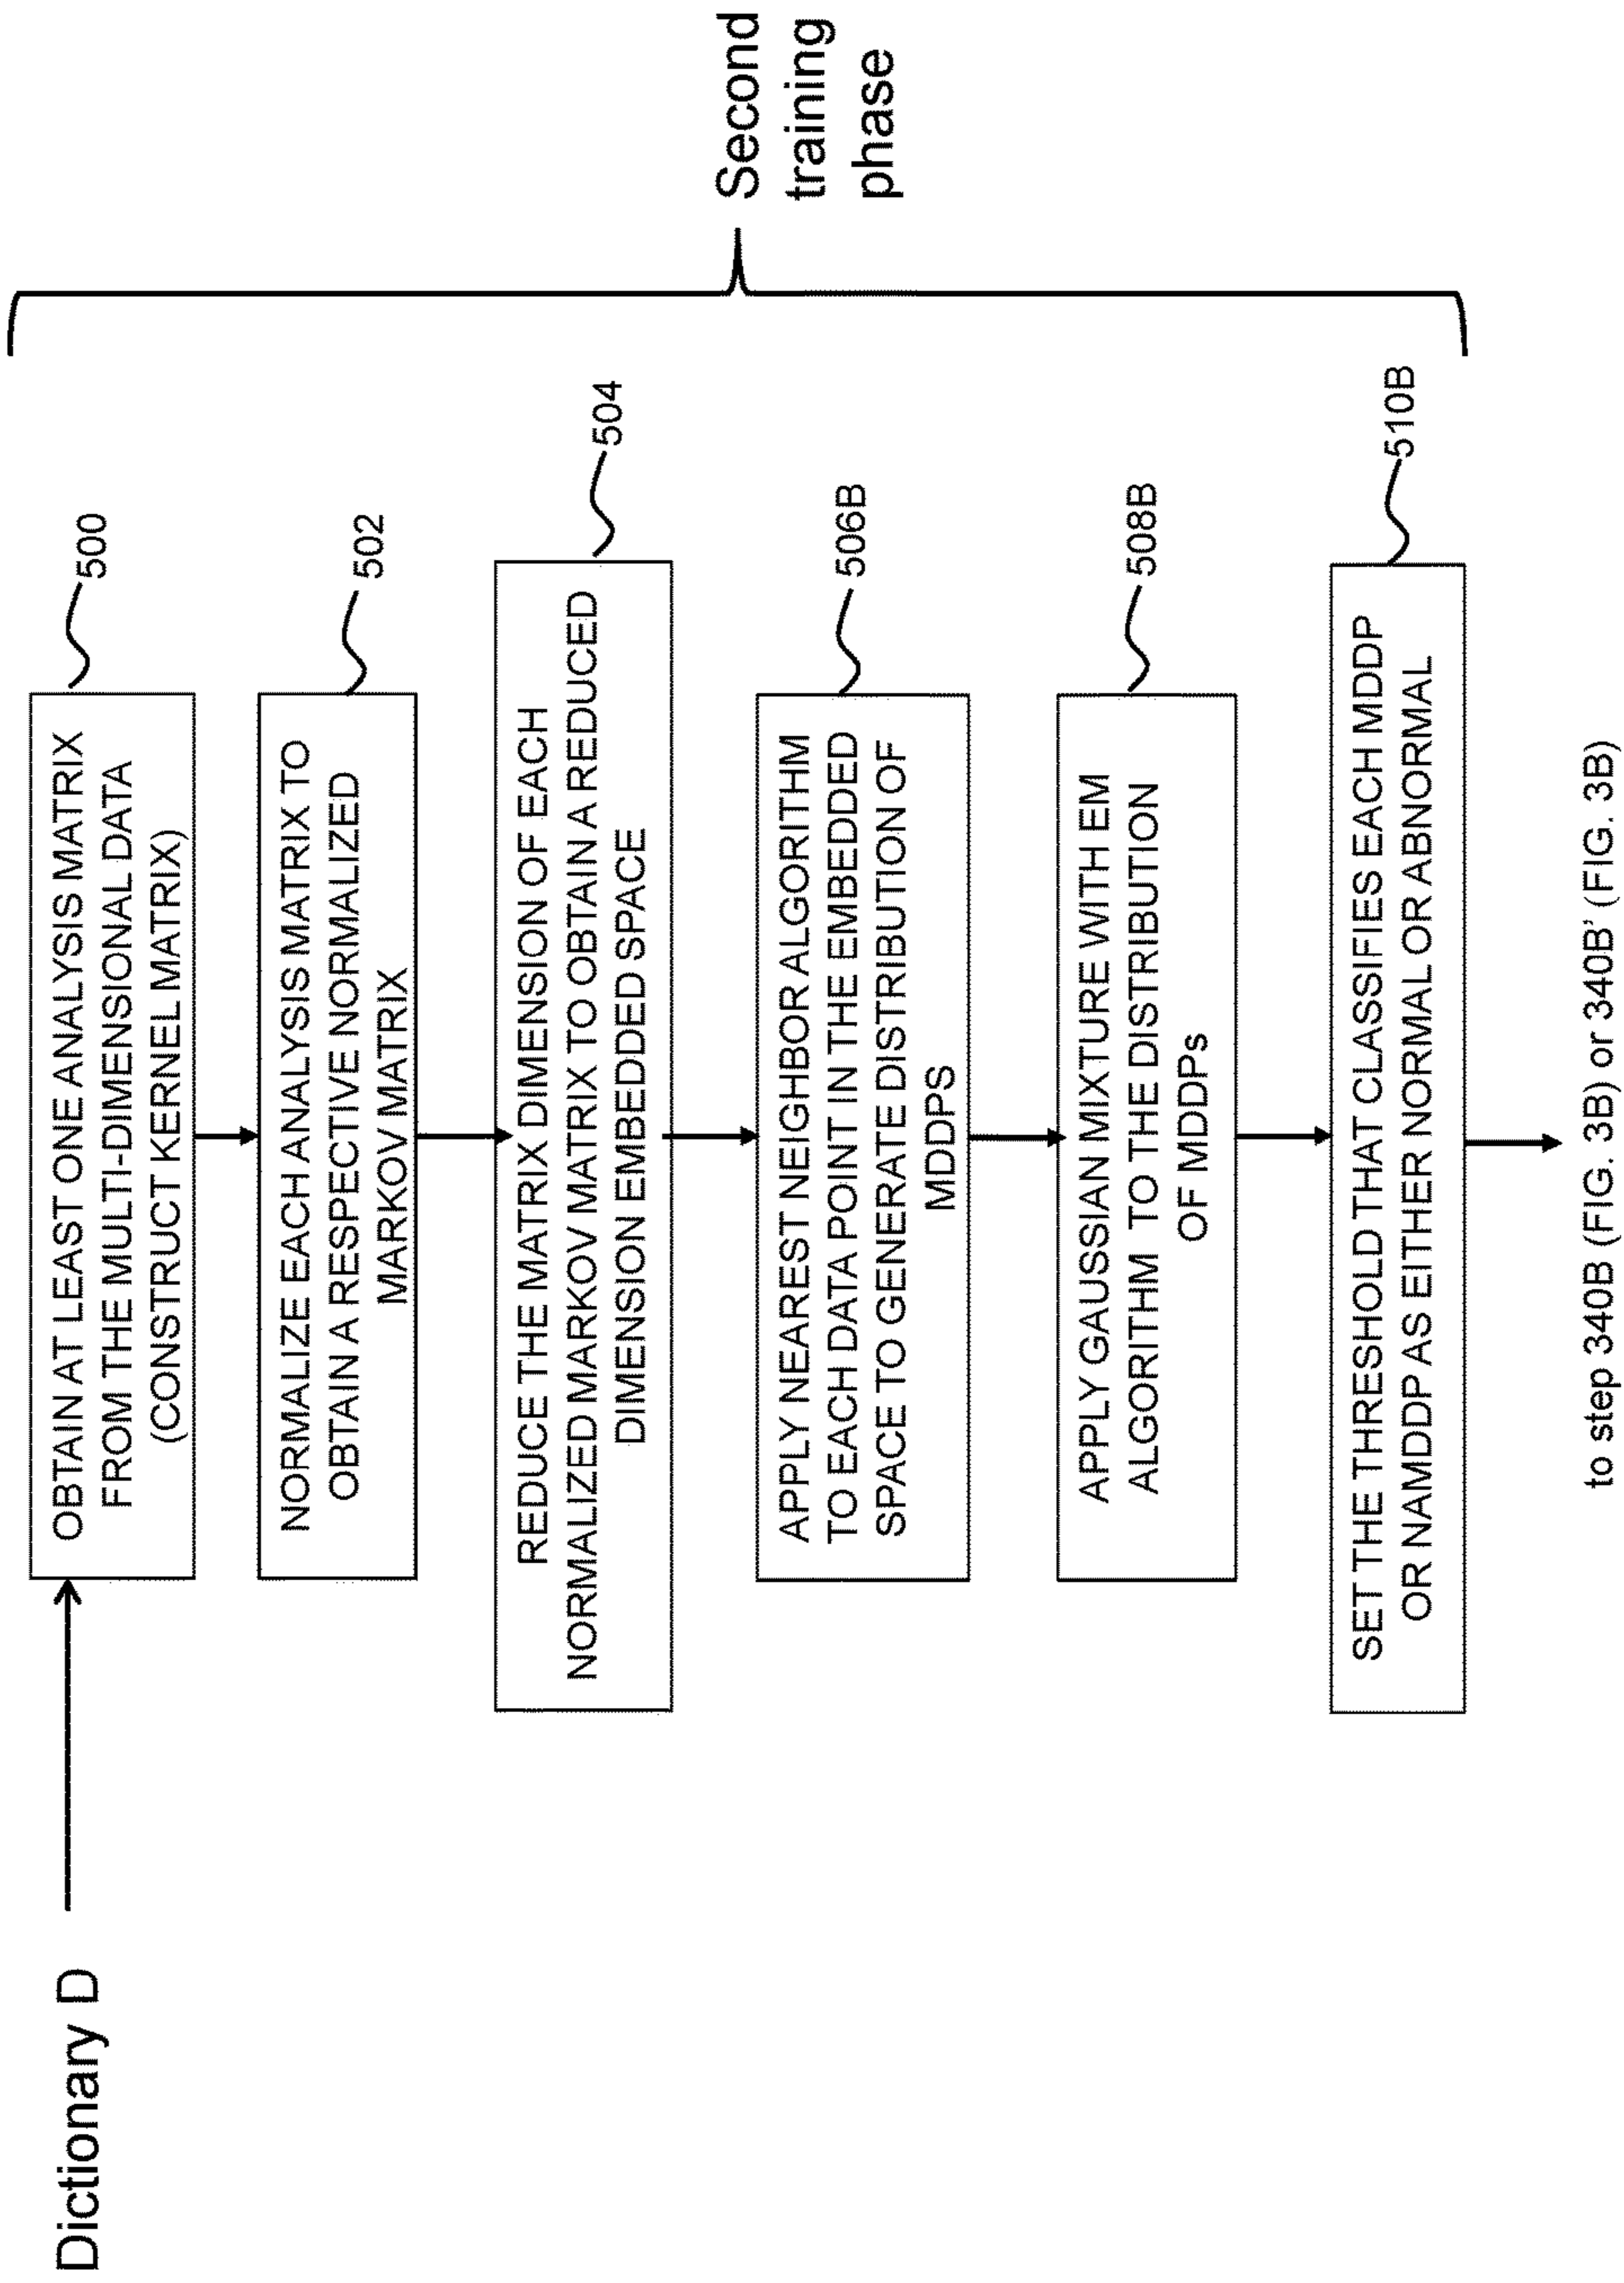 Dictionary D
OBTAIN AT LEAST ONE ANALYSIS MATRIX
FROM THE MULTI-DIMENSIONAL DATA
(CONSTRUCT KERNEL MATRIX)
500
NORMALIZE EACH ANALYSIS MATRIX TO
OBTAIN A RESPECTIVE NORMALIZED
MARKOV MATRIX
502
REDUCE THE MATRIX DIMENSION OF EACH
NORMALIZED MARKOV MATRIX TO OBTAIN A REDUCED
DIMENSION EMBEDDED SPACE
504
APPLY NEAREST NEIGHBOR ALGORITHM
TO EACH DATA POINT IN THE EMBEDDED
SPACE TO GENERATE DISTRIBUTION OF
MDDPS
506B
APPLY GAUSSIAN MIXTURE WITH EM
ALGORITHM TO THE DISTRIBUTION
OF MDDPs
508B
SET THE THRESHOLD THAT CLASSIFIES EACH MDDP
OR NAMDDP AS EITHER NORMAL OR ABNORMAL
510B
Second
training
phase
to step 340B (FIG. 3B) or 340B' (FIG. 3B)